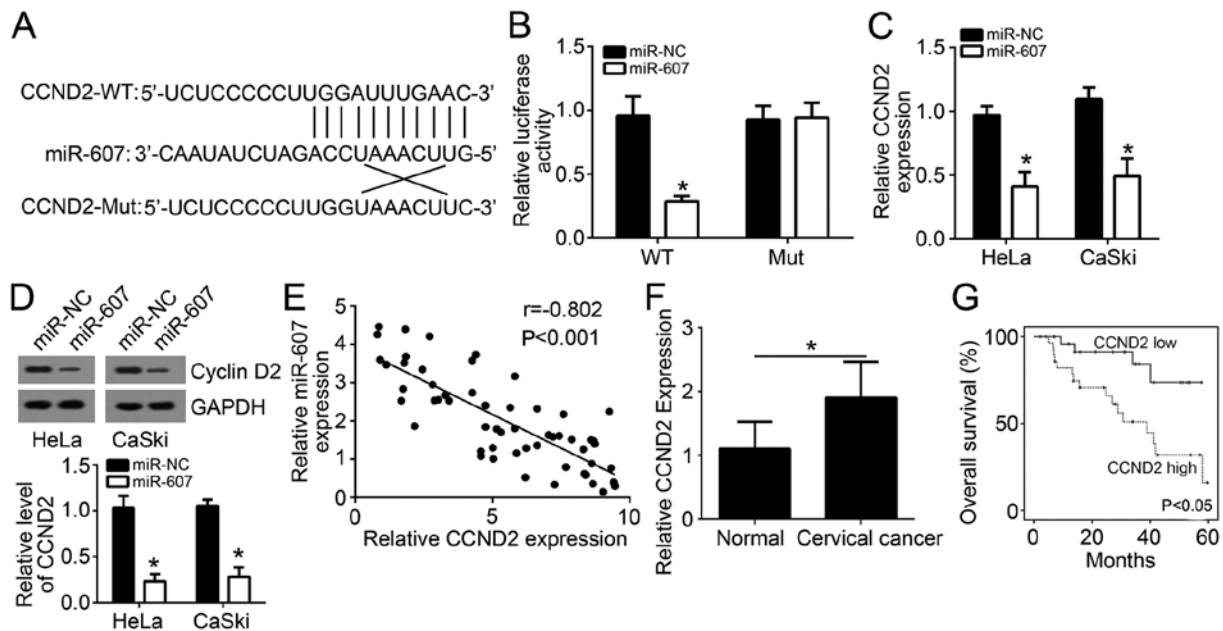 A
CCND2-WT:5'-UCUCCCCCUUGGAUUUGAAC-3'
miR-607: 3'-CAAUAUCUAGACCUAAACUUG-5'
CCND2-Mut:5'-UCUCCCCCUUGGUAAACUUC-3'
B
Relative luciferase
activity
1.5
1.0
0.5
0.0
miR-NC
miR-607
*
WT
Mut
C
Relative CCND2
expression
1.5
1.0
0.5
0.0
miR-NC
miR-607
*
*
HeLa
CaSki
D
miR-NC
miR-607
miR-NC
miR-607
Cyclin D2
GAPDH
HeLa
CaSki
Relative level
of CCND2
1.5
1.0
0.5
0.0
miR-NC
miR-607
*
*
HeLa
CaSki
E
Relative miR-607
expression
5
4
3
2
1
0
r=-0.802
P<0.001
0
5
10
Relative CCND2 expression
F
Relative CCND2 Expression
3
2
1
0
*
Normal
Cervical cancer
G
Overall survival (%)
100
50
0
CCND2 low
CCND2 high
P<0.05
0
20
40
60
Months